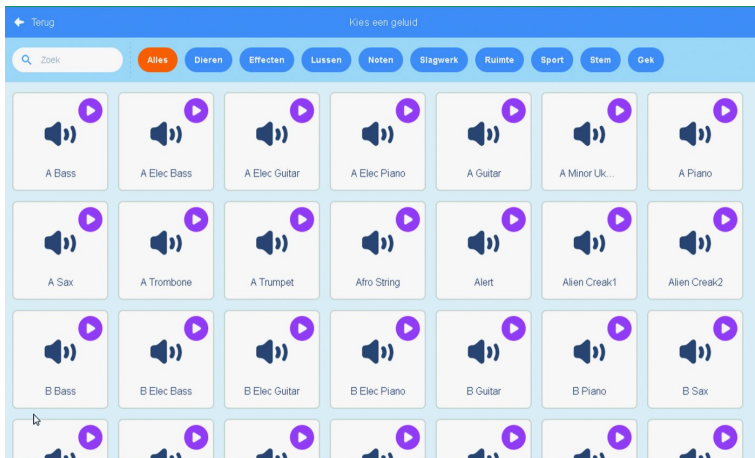 Terug
Kies een geluid
Zoek
Alles Dieren Effecten Lussen Noten Slagwerk Ruimte Sport Stem Gek
A Bass A Elec Bass A Elec Guitar A Elec Piano A Guitar A Minor Uk... A Piano
A Sax A Trombone A Trumpet Afro String Alert Alien Creak1 Alien Creak2
B Bass B Elec Bass B Elec Guitar B Elec Piano B Guitar B Piano B Sax